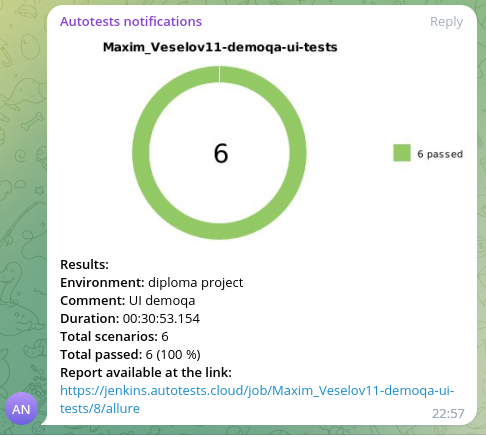 Autotests notifications
Reply
Maxim_Veselov11-demoqa-ui-tests
6
6 passed
Results:
Environment: diploma project
Comment: UI demoqa
Duration: 00:30:53.154
Total scenarios: 6
Total passed: 6 (100 %)
Report available at the link:
https://jenkins.autotests.cloud/job/Maxim_Veselov11-demoqa-ui-
tests/8/allure
AN
22:57